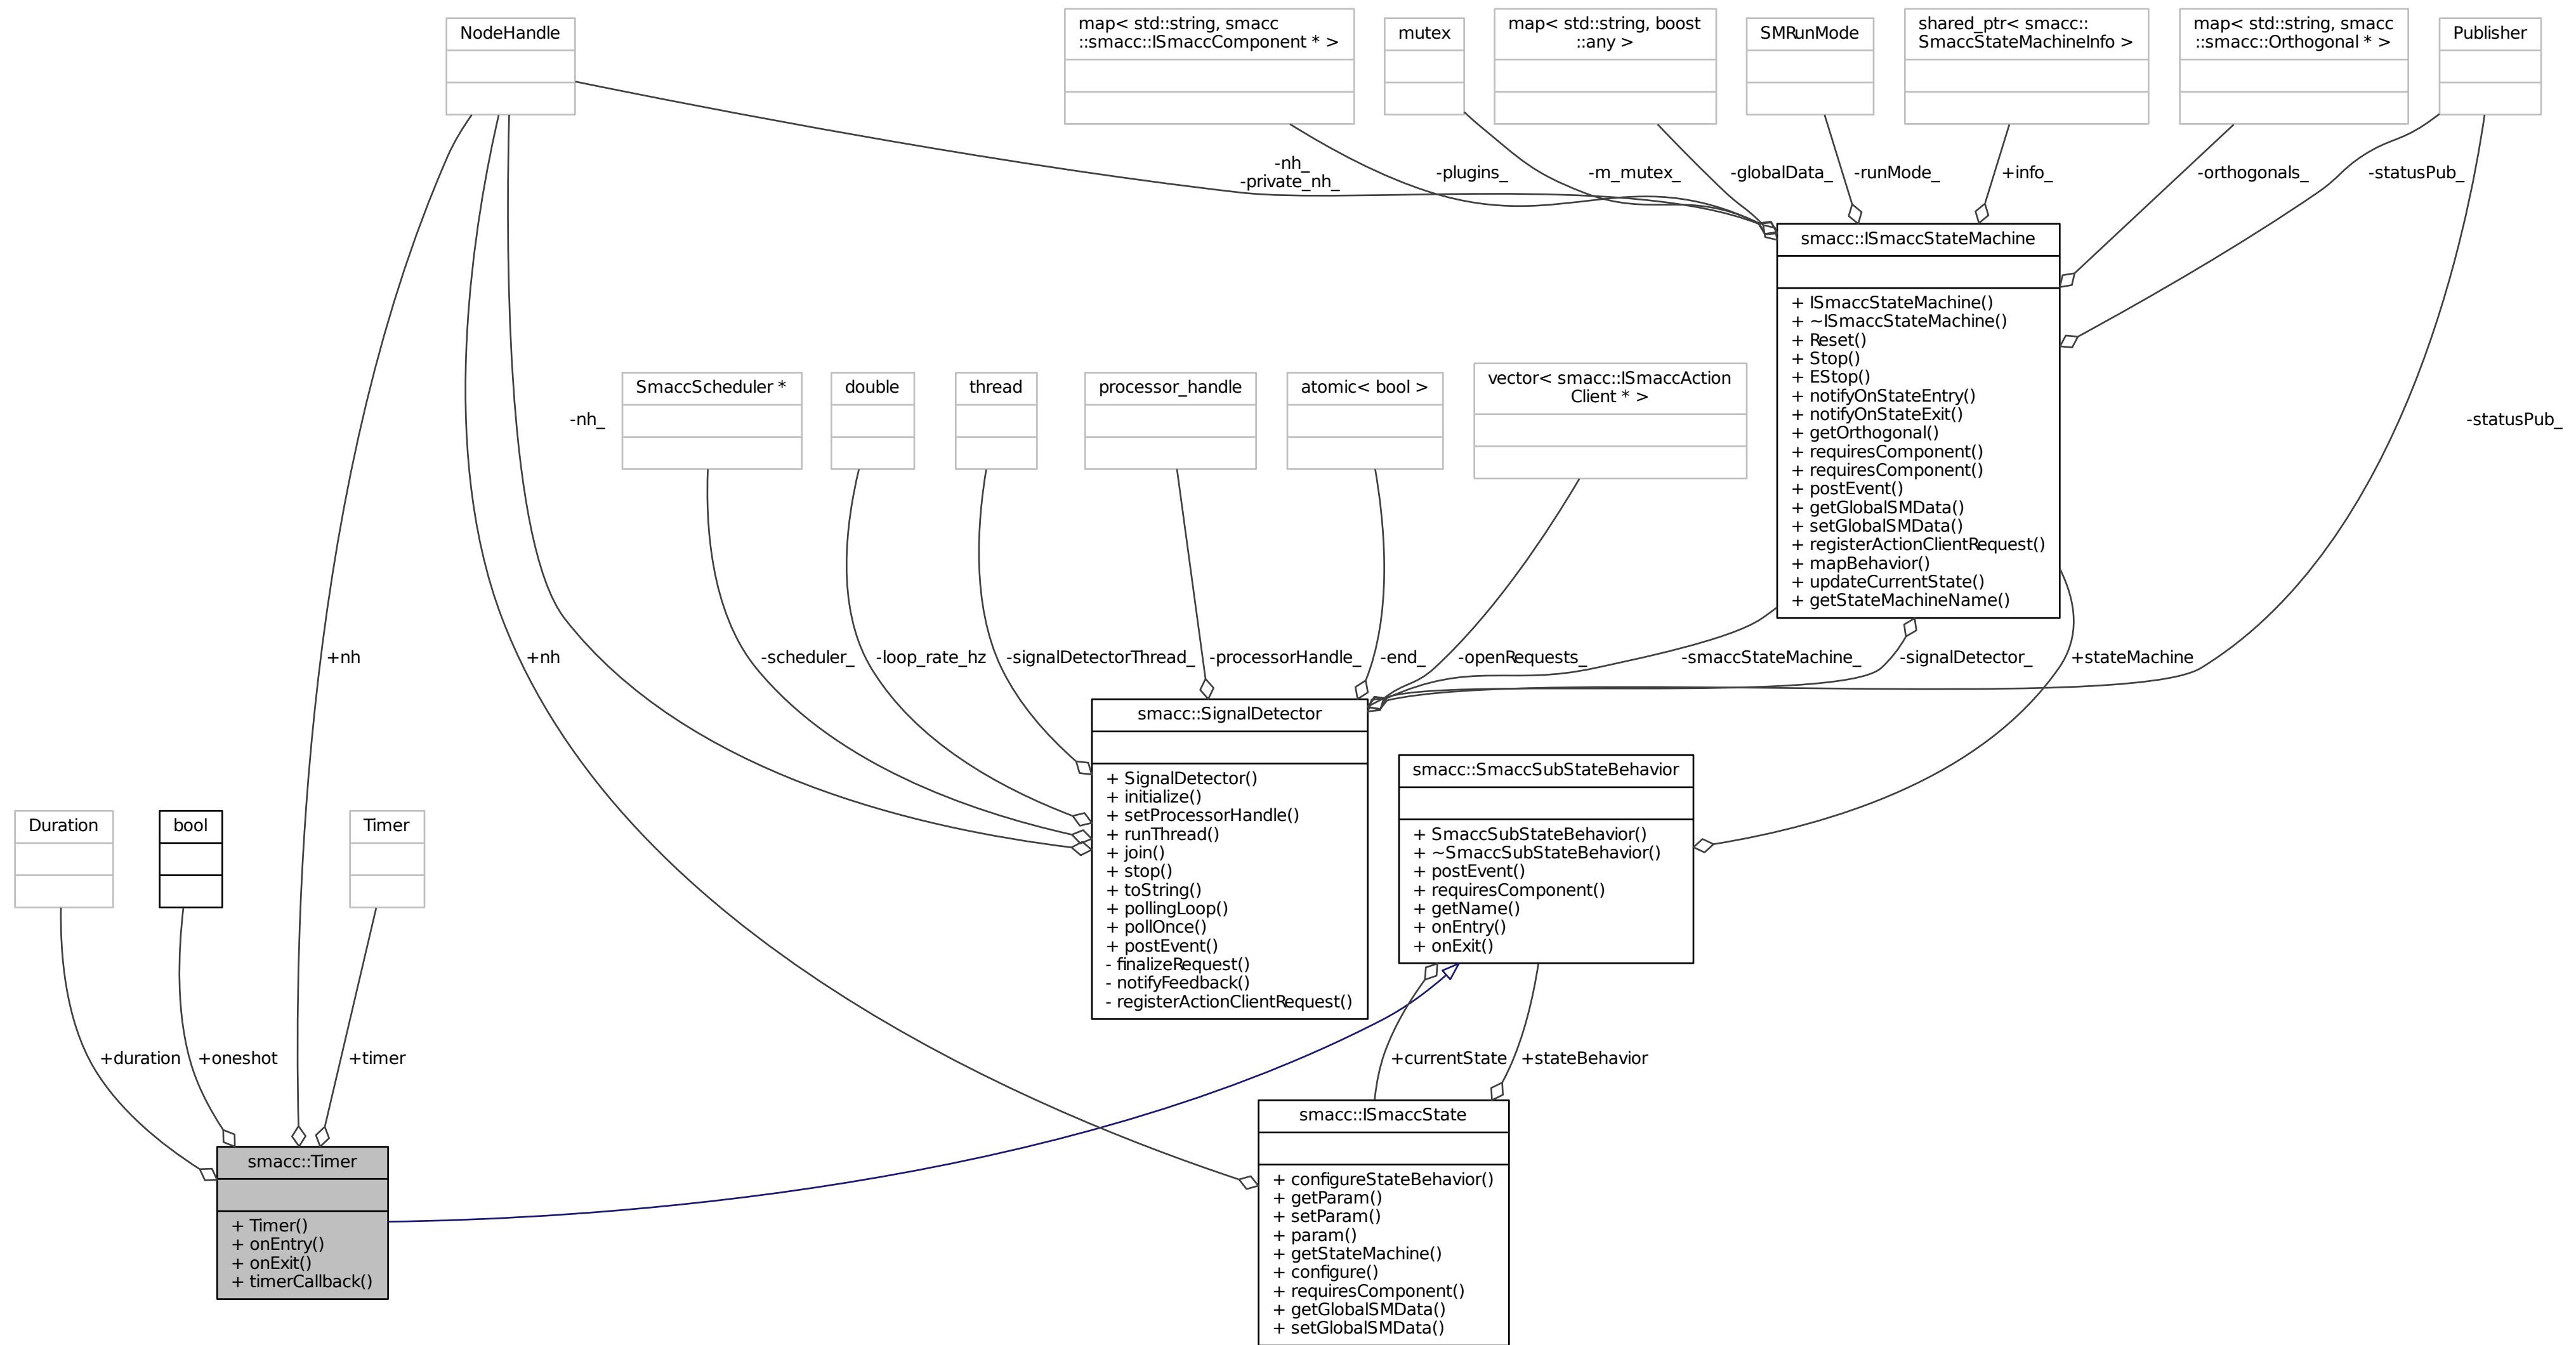 NodeHandle
map< std::string, smacc
::smacc::ISmaccComponent * >
mutex
map< std::string, boost
::any >
SMRunMode
shared_ptr< smacc::
SmaccStateMachineInfo >
map< std::string, smacc
::smacc::Orthogonal * >
Publisher
-nh_
-private_nh_
-plugins_
-m_mutex_
-globalData_
-runMode_
+info_
-orthogonals_
-statusPub_
smacc::ISmaccStateMachine
+ ISmaccStateMachine()
+ ~ISmaccStateMachine()
+ Reset()
+ Stop()
+ EStop()
+ notifyOnStateEntry()
+ notifyOnStateExit()
+ getOrthogonal()
+ requiresComponent()
+ requiresComponent()
+ postEvent()
+ getGlobalSMData()
+ setGlobalSMData()
+ registerActionClientRequest()
+ mapBehavior()
+ updateCurrentState()
+ getStateMachineName()
SmaccScheduler *
double
thread
processor_handle
atomic< bool >
vector< smacc::ISmaccAction
Client * >
-nh_
-statusPub_
+nh
+nh
-scheduler_
-loop_rate_hz
-signalDetectorThread_
-processorHandle_
-end_
-openRequests_
-smaccStateMachine_
-signalDetector_
+stateMachine
smacc::SignalDetector
+ SignalDetector()
+ initialize()
+ setProcessorHandle()
+ runThread()
+ join()
+ stop()
+ toString()
+ pollingLoop()
+ pollOnce()
+ postEvent()
- finalizeRequest()
- notifyFeedback()
- registerActionClientRequest()
smacc::SmaccSubStateBehavior
+ SmaccSubStateBehavior()
+ ~SmaccSubStateBehavior()
+ postEvent()
+ requiresComponent()
+ getName()
+ onEntry()
+ onExit()
Duration
bool
Timer
+duration
+oneshot
+timer
+currentState
+stateBehavior
smacc::Timer
+ Timer()
+ onEntry()
+ onExit()
+ timerCallback()
smacc::ISmaccState
+ configureStateBehavior()
+ getParam()
+ setParam()
+ param()
+ getStateMachine()
+ configure()
+ requiresComponent()
+ getGlobalSMData()
+ setGlobalSMData()